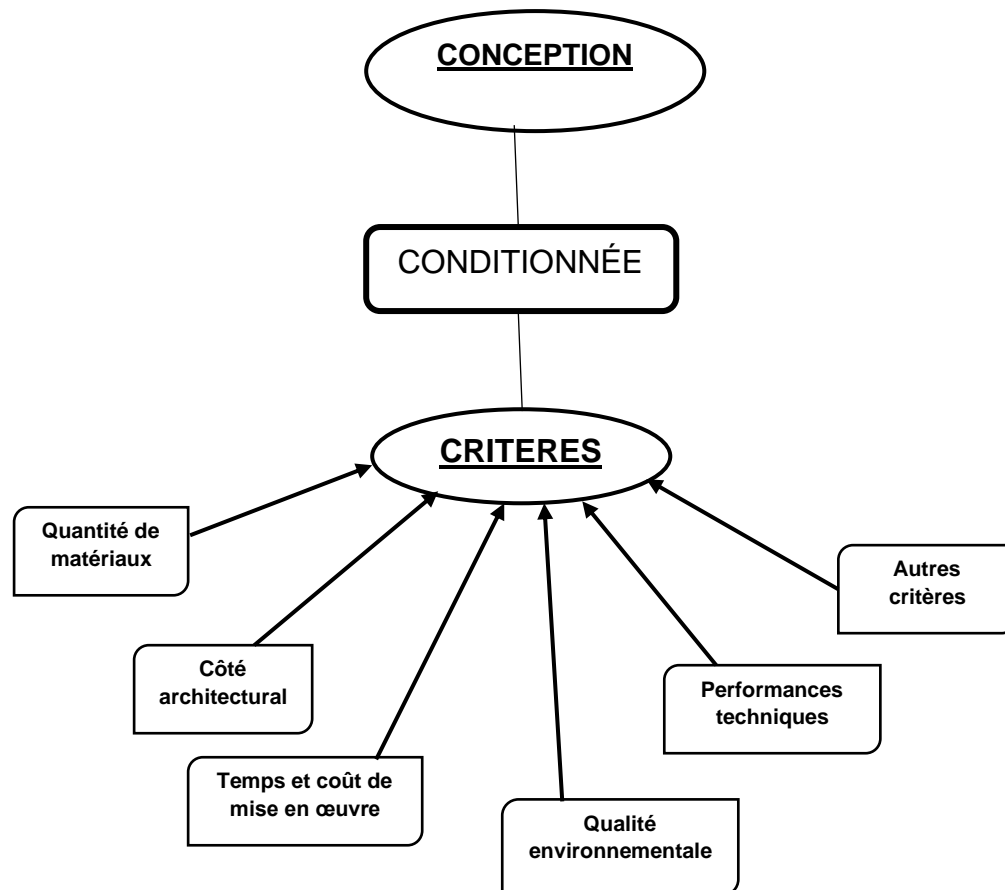 CONCEPTION
CONDITIONNÉE
CRITERES
Quantité de
matériaux
Côté
architectural
Temps et coût de
mise en œuvre
Qualité
environnementale
Performances
techniques
Autres
critères